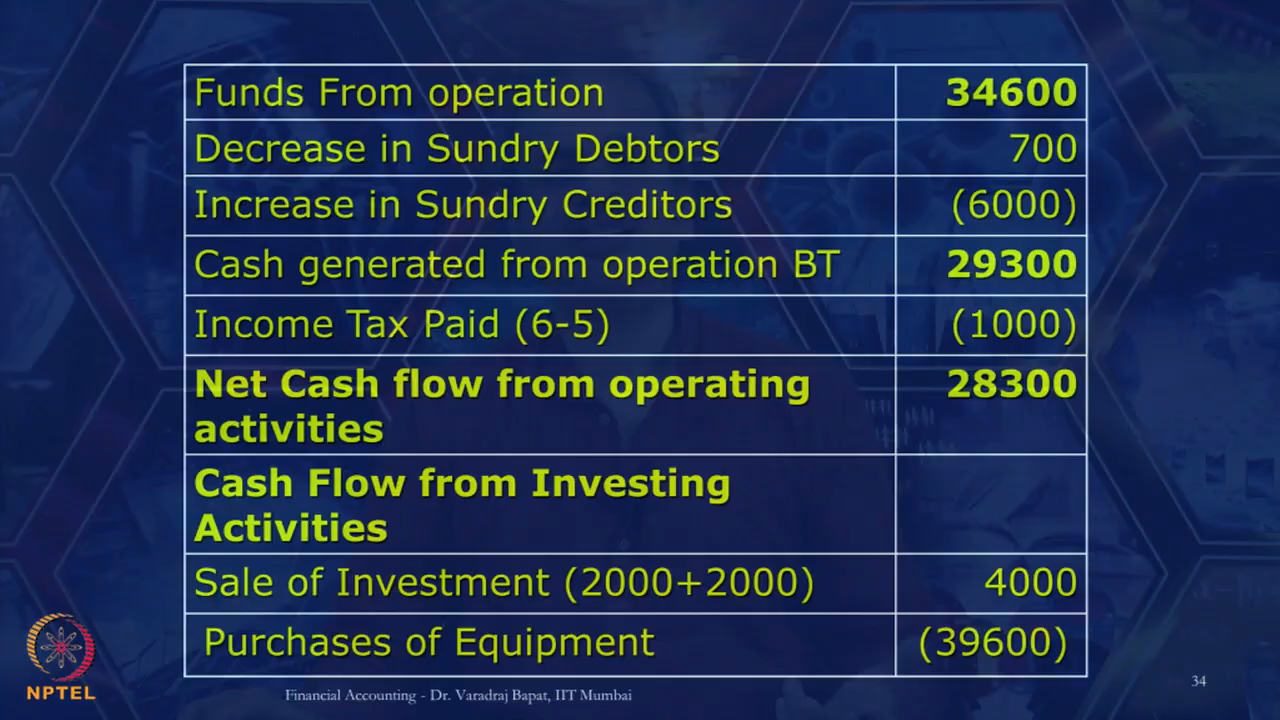 Funds From operation 34600
Decrease in Sundry Debtors 700
Increase in Sundry Creditors (6000)
Cash generated from operation BT 29300
Income Tax Paid (6-5) (1000)
Net Cash flow from operating 28300
activities
Cash Flow from Investing
Activities
Sale of Investment (2000+2000) 4000
Purchases of Equipment (39600)
NPTEL
Financial Accounting - Dr. Varadraj Bapat, IIT Mumbai
34